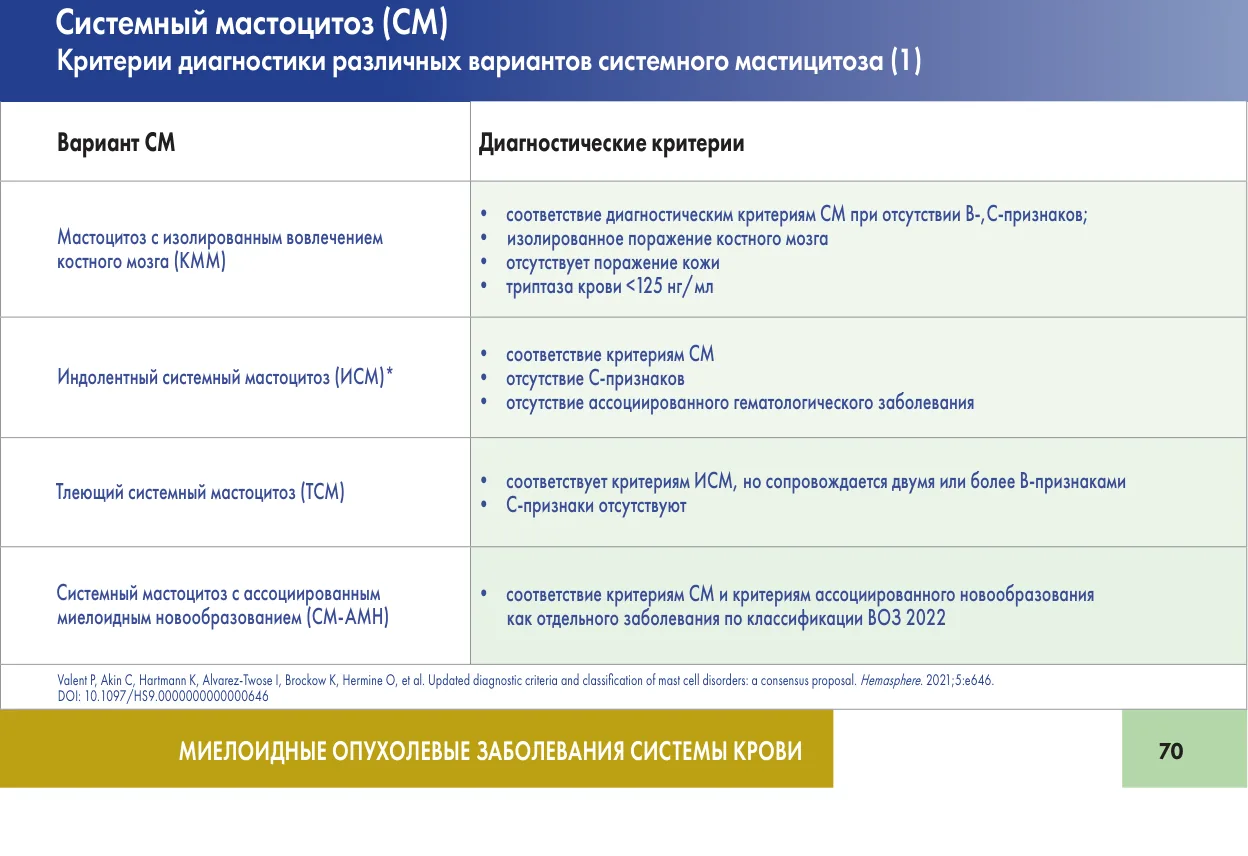 Системный мастоцитоз (СМ)
Критерии диагностики различных вариантов системного мастицитоза (1)
Вариант СМ
Диагностические критерии
Мастоцитоз с изолированным вовлечением
костного мозга (КММ)
• соответствие диагностическим критериям СМ при отсутствии В-,С-признаков;
• изолированное поражение костного мозга
• отсутствует поражение кожи
• триптаза крови <125 нг/мл
Индолентный системный мастоцитоз (ИСМ)*
• соответствие критериям СМ
• отсутствие С-признаков
• отсутствие ассоциированного гематологического заболевания
Тлеющий системный мастоцитоз (ТСМ)
• соответствует критериям ИСМ, но сопровождается двумя или более В-признаками
• С-признаки отсутствуют
Системный мастоцитоз с ассоциированным
миелоидным новообразованием (СМ-АМН)
• соответствие критериям СМ и критериям ассоциированного новообразования
как отдельного заболевания по классификации ВОЗ 2022
Valent P, Akin C, Hartmann K, Alvarez-Twose I, Brockow K, Hermine O, et al. Updated diagnostic criteria and classification of mast cell disorders: a consensus proposal. Hemasphere. 2021;5:e646.
DOI: 10.1097/HS9.0000000000000646
МИЕЛОИДНЫЕ ОПУХОЛЕВЫЕ ЗАБОЛЕВАНИЯ СИСТЕМЫ КРОВИ
70